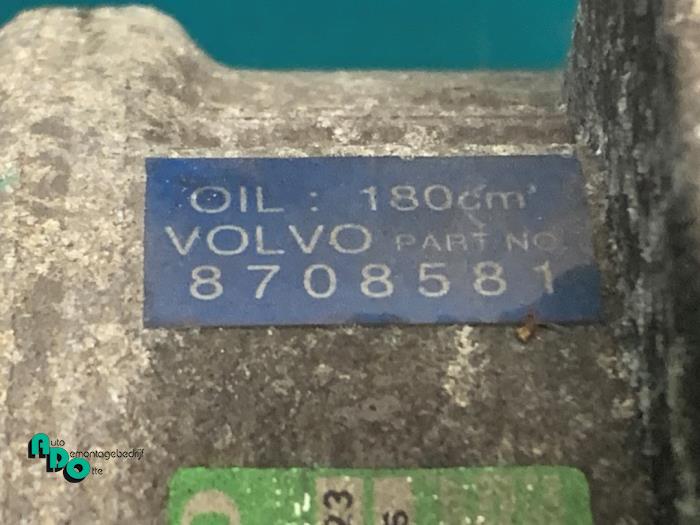 OIL : 180cm³
VOLVO PART NO.
8708581
Auto
Demontagebedrijf
Otte